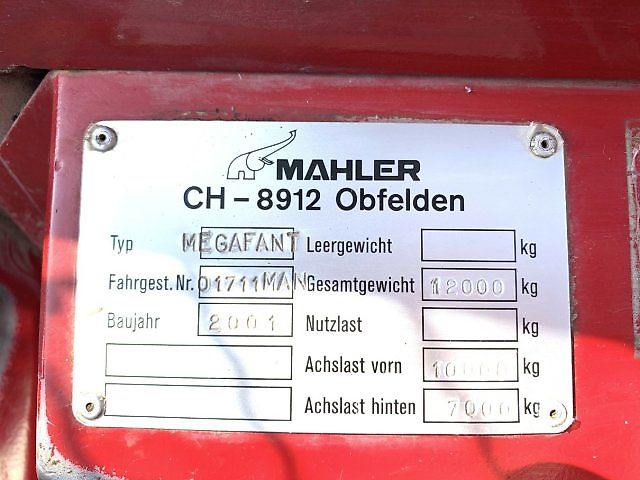 MAHLER
CH-8912 Obfelden
Typ MEGAFANT Leergewicht kg
Fahrgest.Nr. 01711MAN Gesamtgewicht 12000 kg
Baujahr 2001 Nutzlast kg
Achslast vorn 10000 kg
Achslast hinten 7000 kg